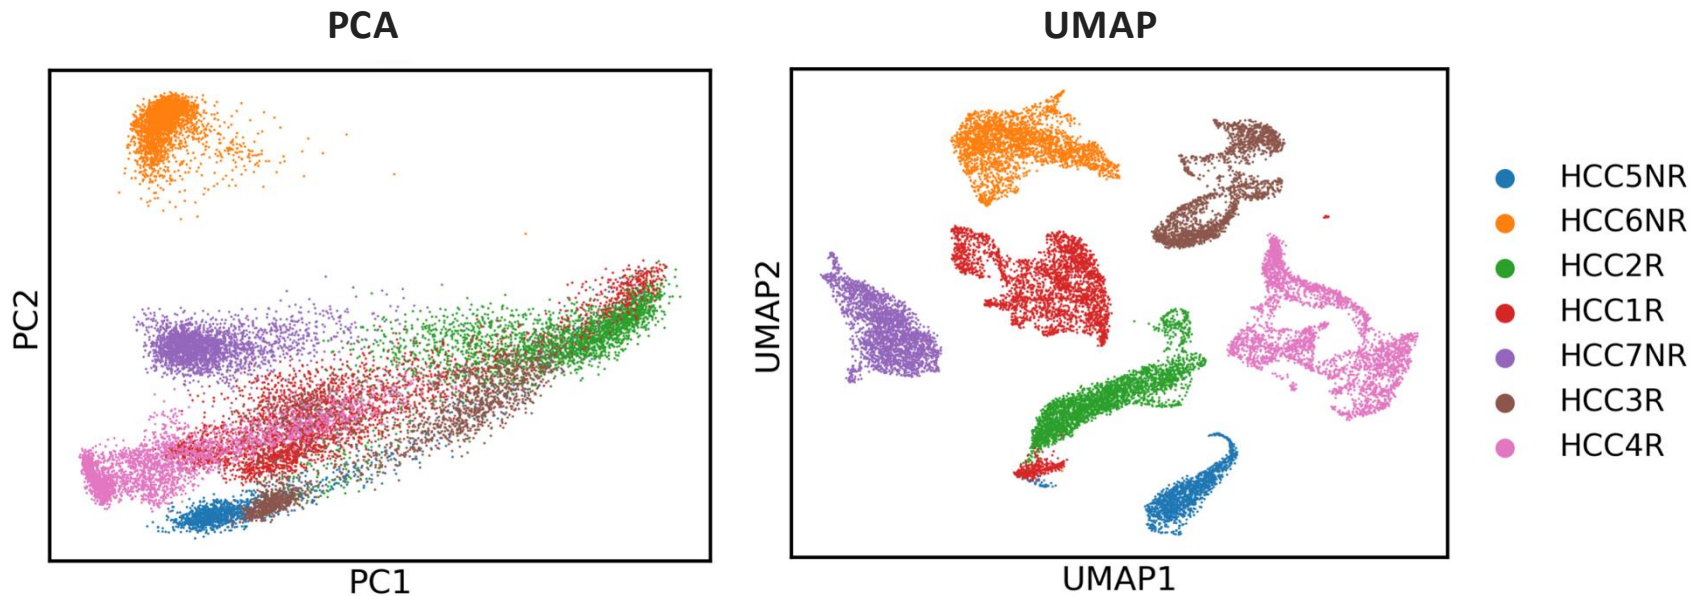 PCA
UMAP
PC2
PC1
UMAP2
UMAP1
HCC5NR
HCC6NR
HCC2R
HCC1R
HCC7NR
HCC3R
HCC4R